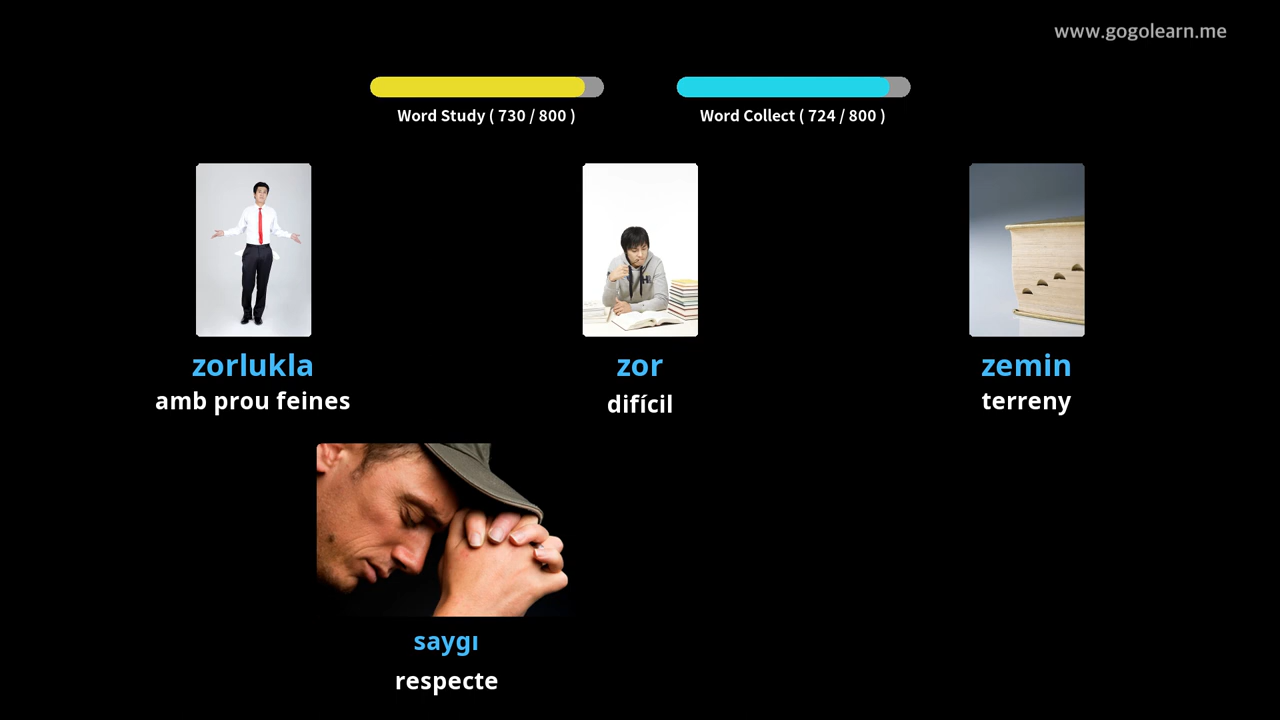 www.gogolearn.me
Word Study ( 730 / 800 )
Word Collect ( 724 / 800 )
zorlukla
amb prou feines
zor
difícil
zemin
terreny
saygı
respecte